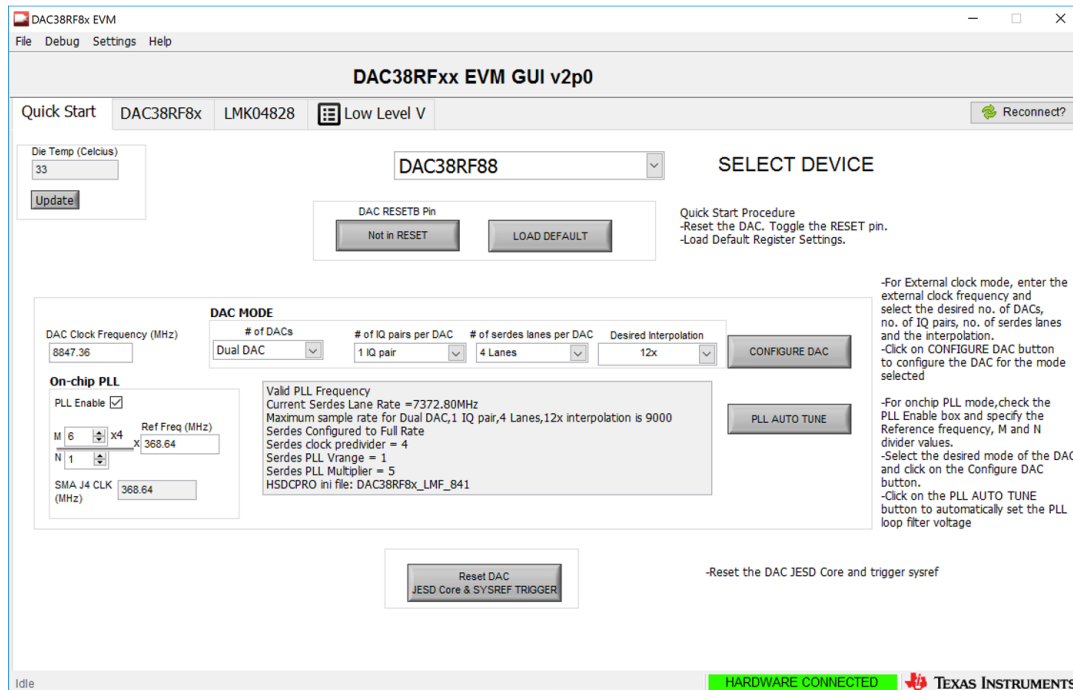 DAC38RF8x EVM
File Debug Settings Help
DAC38RFxx EVM GUI v2p0
Quick Start DAC38RF8x LMK04828 Low Level V Reconnect?
Die Temp (Celcius)
33
Update
DAC38RF88
SELECT DEVICE
DAC RESETB Pin
Not in RESET LOAD DEFAULT
Quick Start Procedure
-Reset the DAC. Toggle the RESET pin.
-Load Default Register Settings.
DAC Clock Frequency (MHz)
8847.36
DAC MODE
# of DACs # of IQ pairs per DAC # of serdes lanes per DAC Desired Interpolation
Dual DAC 1 IQ pair 4 Lanes 12x
CONFIGURE DAC
On-chip PLL
PLL Enable
M 6 x4 X Ref Freq (MHz)
368.64
N 1
SMA J4 CLK
(MHz)
368.64
Valid PLL Frequency
Current Serdes Lane Rate =7372.80MHz
Maximum sample rate for Dual DAC,1 IQ pair,4 Lanes,12x interpolation is 9000
Serdes Configured to Full Rate
Serdes clock predivider = 4
Serdes PLL Vrange = 1
Serdes PLL Multiplier = 5
HSDCPRO ini file: DAC38RF8x_LMF_841
PLL AUTO TUNE
-For External clock mode, enter the
external clock frequency and
select the desired no. of DACs,
no. of IQ pairs, no. of serdes lanes
and the interpolation.
-Click on CONFIGURE DAC button
to configure the DAC for the mode
selected
-For onchip PLL mode,check the
PLL Enable box and specify the
Reference frequency, M and N
divider values.
-Select the desired mode of the DAC
and click on the Configure DAC
button.
-Click on the PLL AUTO TUNE
button to automatically set the PLL
loop filter voltage
Reset DAC
JESD Core & SYSREF TRIGGER
-Reset the DAC JESD Core and trigger sysref
Idle
HARDWARE CONNECTED
TEXAS INSTRUMENTS